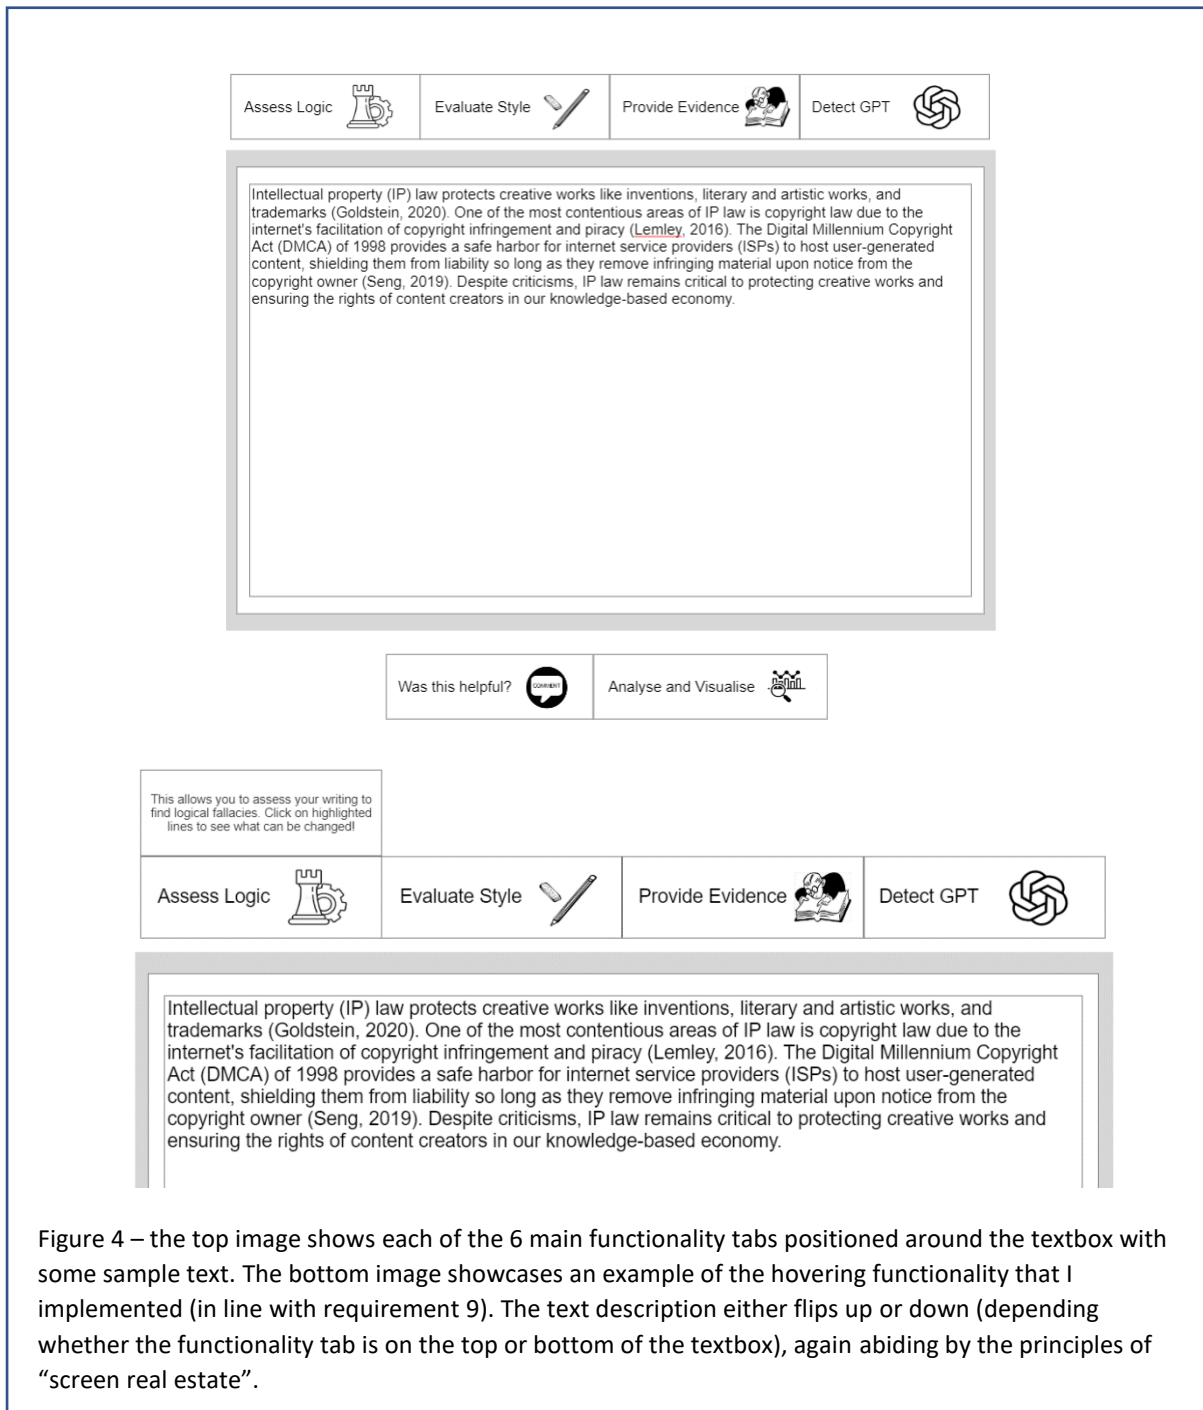 Assess Logic
Evaluate Style
Provide Evidence
Detect GPT
Intellectual property (IP) law protects creative works like inventions, literary and artistic works, and
trademarks (Goldstein, 2020). One of the most contentious areas of IP law is copyright law due to the
internet's facilitation of copyright infringement and piracy (Lemley, 2016). The Digital Millennium Copyright
Act (DMCA) of 1998 provides a safe harbor for internet service providers (ISPs) to host user-generated
content, shielding them from liability so long as they remove infringing material upon notice from the
copyright owner (Seng, 2019). Despite criticisms, IP law remains critical to protecting creative works and
ensuring the rights of content creators in our knowledge-based economy.
Was this helpful?
COMMENT
Analyse and Visualise
This allows you to assess your writing to
find logical fallacies. Click on highlighted
lines to see what can be changed!
Assess Logic
Evaluate Style
Provide Evidence
Detect GPT
Intellectual property (IP) law protects creative works like inventions, literary and artistic works, and
trademarks (Goldstein, 2020). One of the most contentious areas of IP law is copyright law due to the
internet's facilitation of copyright infringement and piracy (Lemley, 2016). The Digital Millennium Copyright
Act (DMCA) of 1998 provides a safe harbor for internet service providers (ISPs) to host user-generated
content, shielding them from liability so long as they remove infringing material upon notice from the
copyright owner (Seng, 2019). Despite criticisms, IP law remains critical to protecting creative works and
ensuring the rights of content creators in our knowledge-based economy.
Figure 4 – the top image shows each of the 6 main functionality tabs positioned around the textbox with
some sample text. The bottom image showcases an example of the hovering functionality that I
implemented (in line with requirement 9). The text description either flips up or down (depending
whether the functionality tab is on the top or bottom of the textbox), again abiding by the principles of
“screen real estate”.